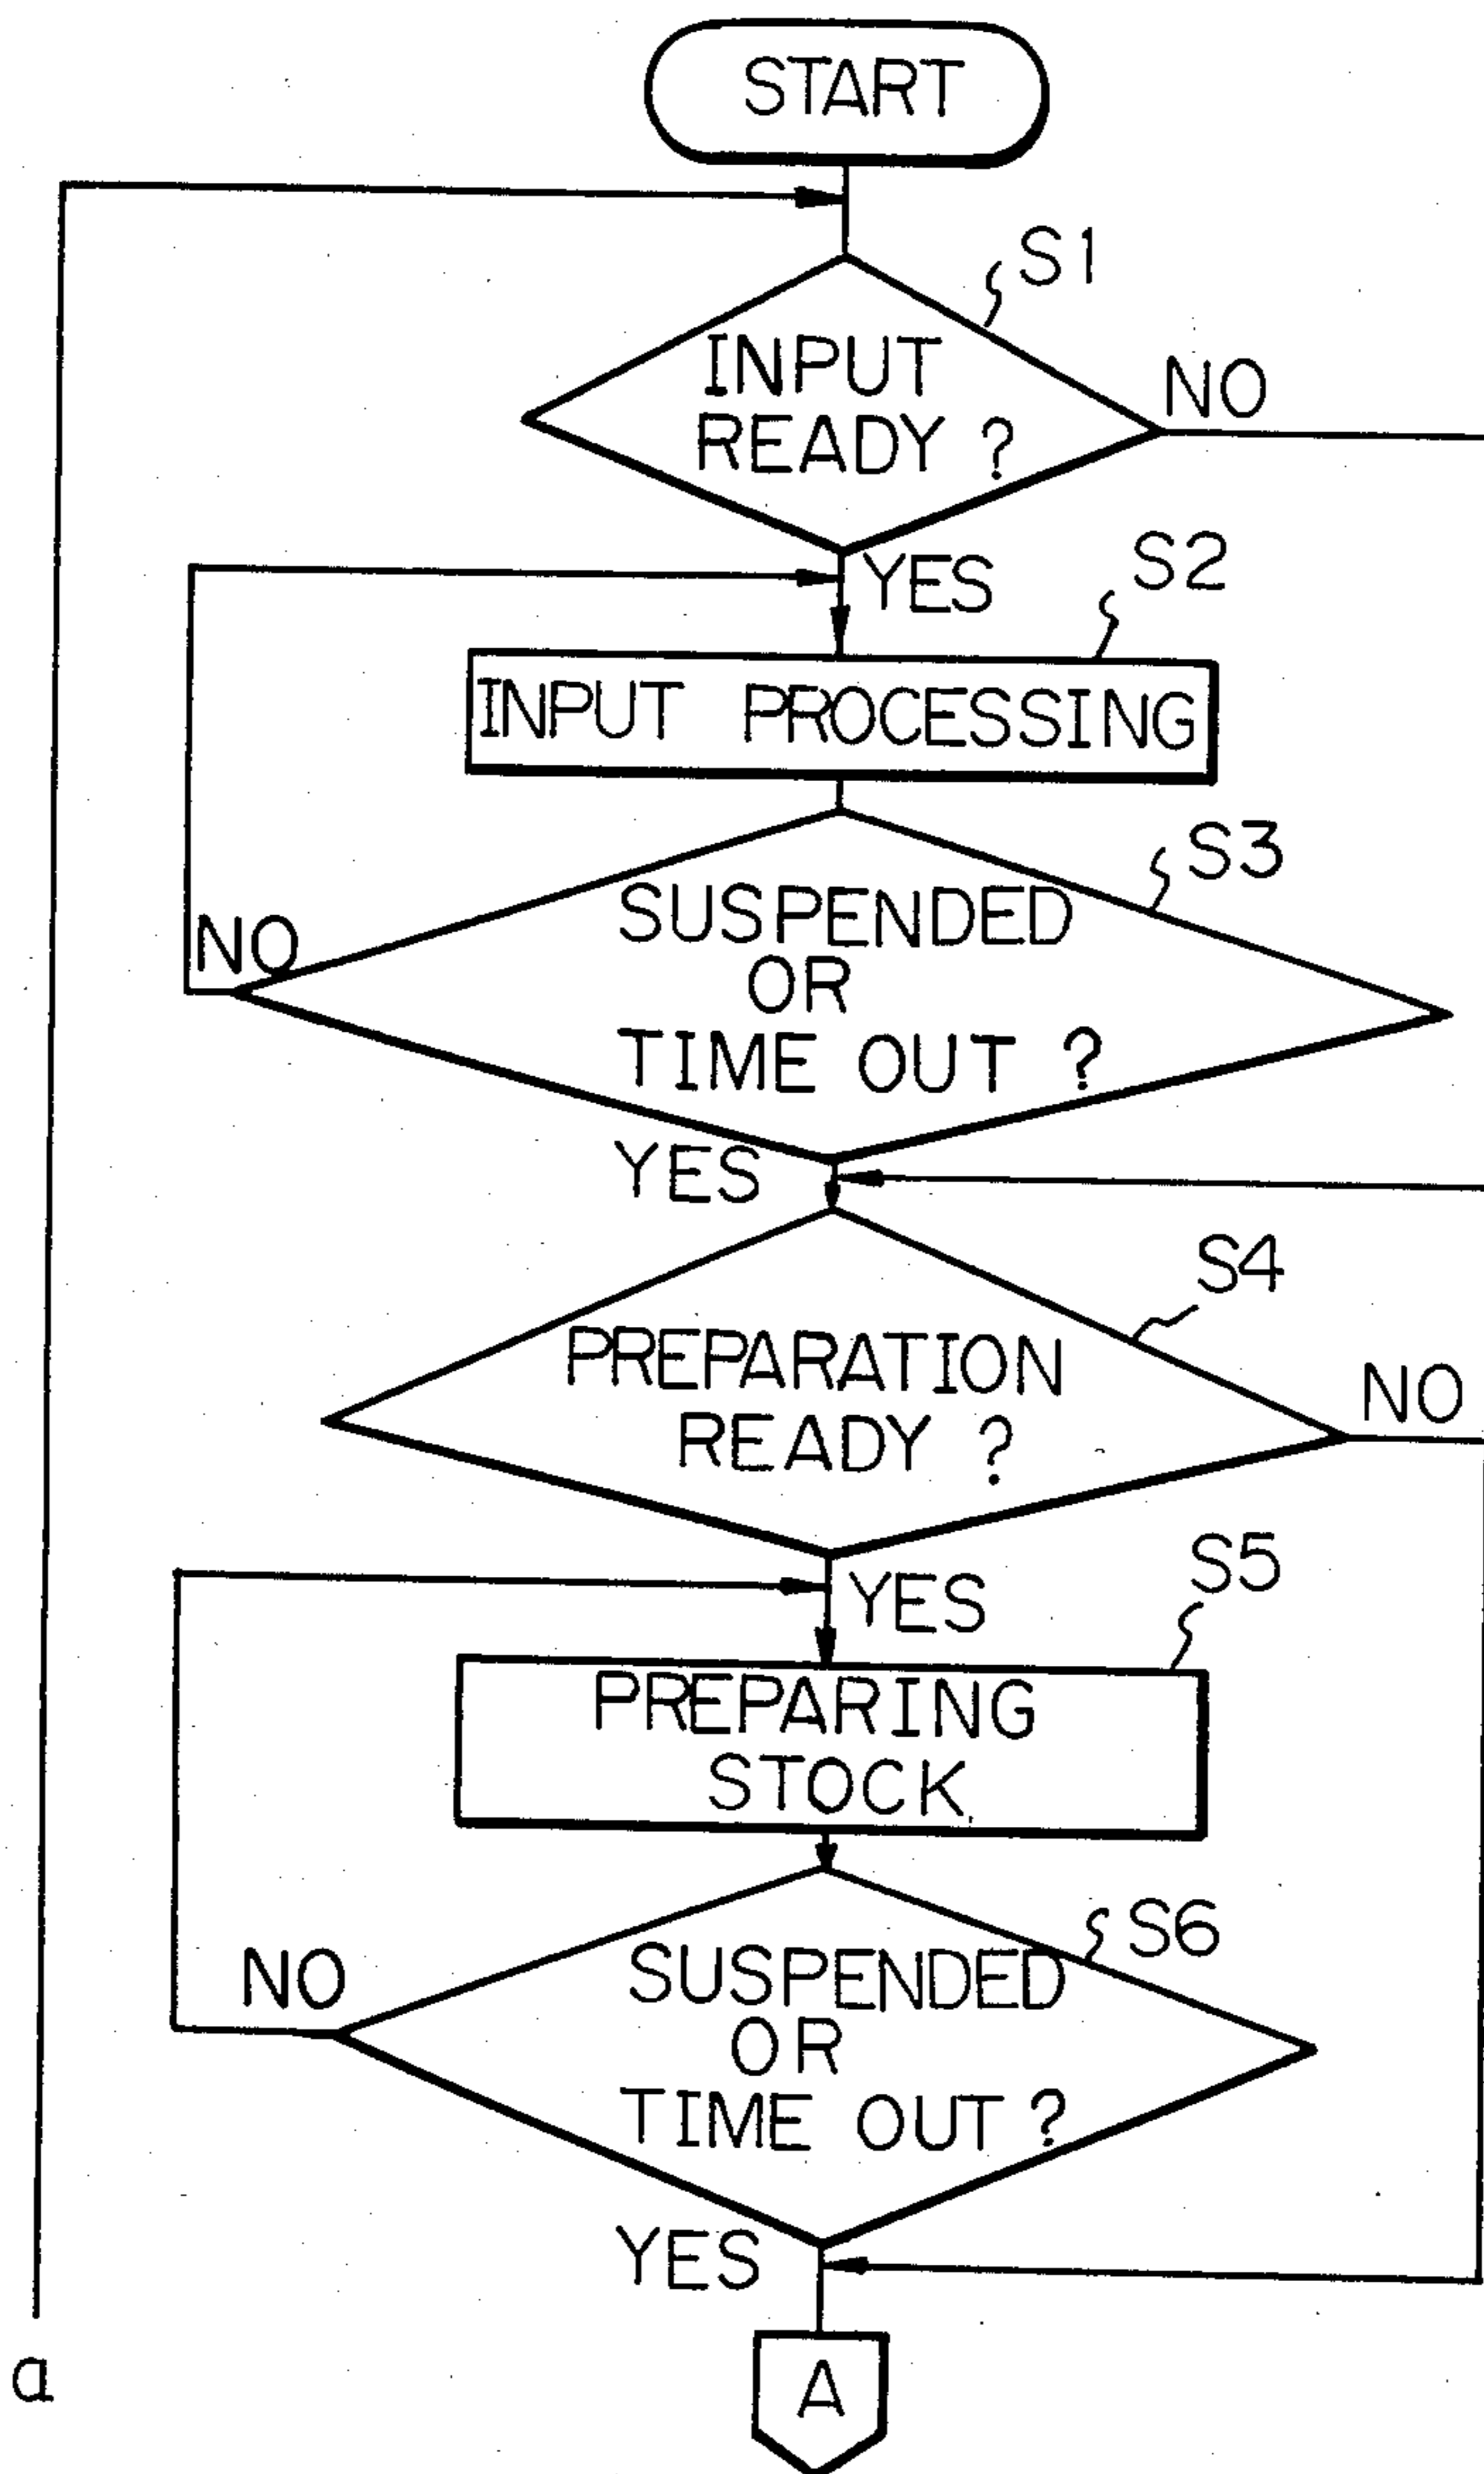 START
S1
INPUT
READY ?
NO
YES
S2
INPUT PROCESSING
S3
SUSPENDED
OR
TIME OUT ?
NO
YES
S4
PREPARATION
READY ?
NO
YES
S5
PREPARING
STOCK
S6
SUSPENDED
OR
TIME OUT ?
NO
YES
a
A